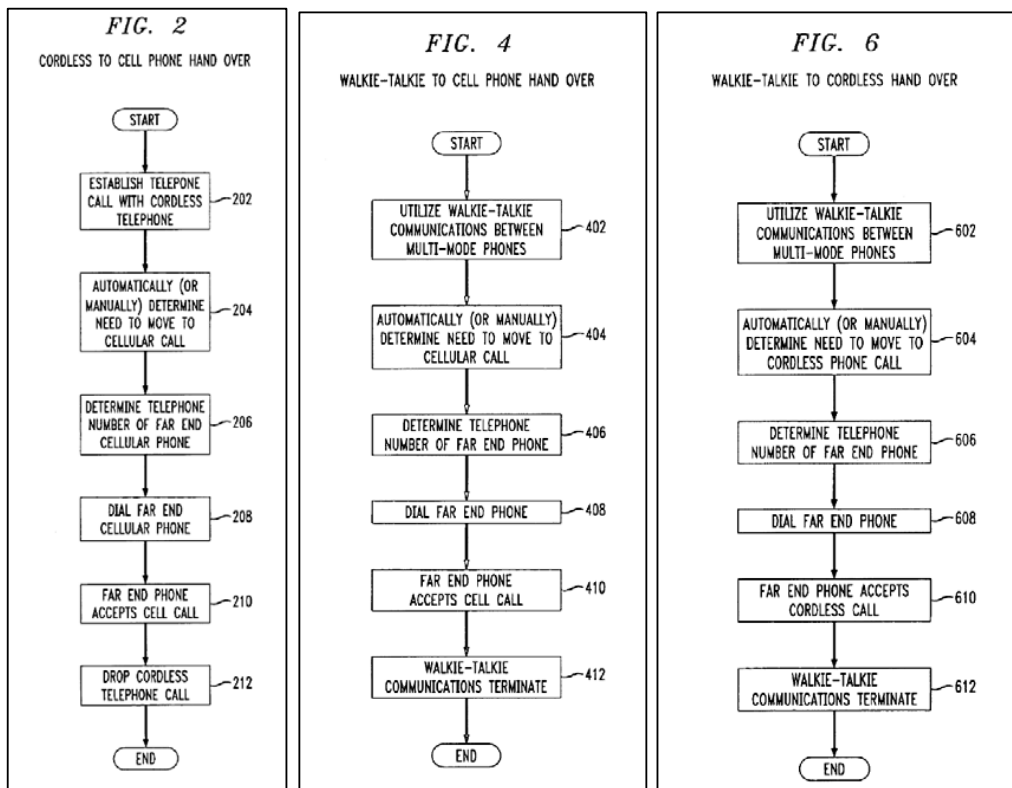 FIG. 2
CORDLESS TO CELL PHONE HAND OVER
START
ESTABLISH TELEPONE
CALL WITH CORDLESS
TELEPHONE
202
AUTOMATICALLY (OR
MANUALLY) DETERMINE
NEED TO MOVE TO
CELLULAR CALL
204
DETERMINE TELEPHONE
NUMBER OF FAR END
CELLULAR PHONE
206
DIAL FAR END
CELLULAR PHONE
208
FAR END PHONE
ACCEPTS CELL CALL
210
DROP CORDLESS
TELEPHONE CALL
212
END
FIG. 4
WALKIE-TALKIE TO CELL PHONE HAND OVER
START
UTILIZE WALKIE-TALKIE
COMMUNICATIONS BETWEEN
MULTI-MODE PHONES
402
AUTOMATICALLY (OR MANUALLY)
DETERMINE NEED TO MOVE TO
CELLULAR CALL
404
DETERMINE TELEPHONE
NUMBER OF FAR END PHONE
406
DIAL FAR END PHONE
408
FAR END PHONE
ACCEPTS CELL CALL
410
WALKIE-TALKIE
COMMUNICATIONS TERMINATE
412
END
FIG. 6
WALKIE-TALKIE TO CORDLESS HAND OVER
START
UTILIZE WALKIE-TALKIE
COMMUNICATIONS BETWEEN
MULTI-MODE PHONES
602
AUTOMATICALLY (OR MANUALLY)
DETERMINE NEED TO MOVE TO
CORDLESS PHONE CALL
604
DETERMINE TELEPHONE
NUMBER OF FAR END PHONE
606
DIAL FAR END PHONE
608
FAR END PHONE ACCEPTS
CORDLESS CALL
610
WALKIE-TALKIE
COMMUNICATIONS TERMINATE
612
END